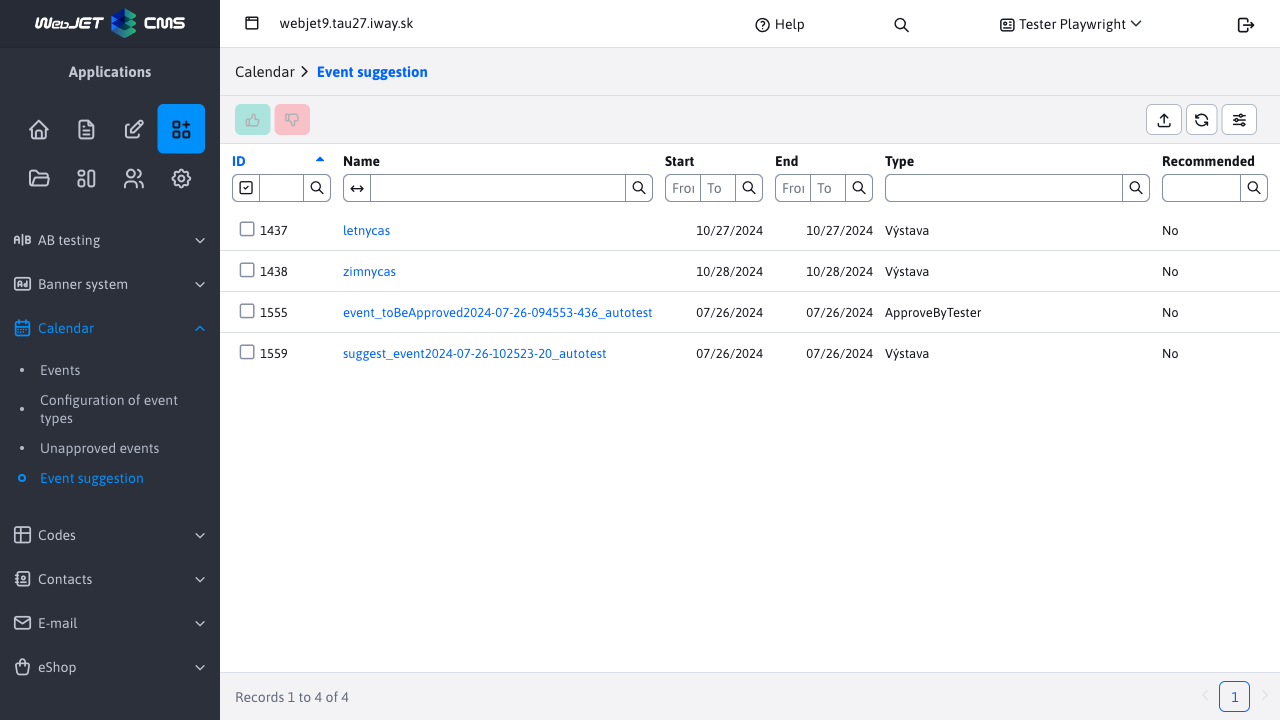 WebJET CMS
webjet9.tau27.iway.sk
Help
Tester Playwright
Applications
Calendar
Event suggestion
AB testing
Banner system
Calendar
Events
Configuration of event
types
Unapproved events
Event suggestion
Codes
Contacts
E-mail
eShop
ID Name Start End Type Recommended
From To From To
1437 letnycas 10/27/2024 10/27/2024 Výstava No
1438 zimnycas 10/28/2024 10/28/2024 Výstava No
1555 event_toBeApproved2024-07-26-094553-436_autotest 07/26/2024 07/26/2024 ApproveByTester No
1559 suggest_event2024-07-26-102523-20_autotest 07/26/2024 07/26/2024 Výstava No
Records 1 to 4 of 4
1